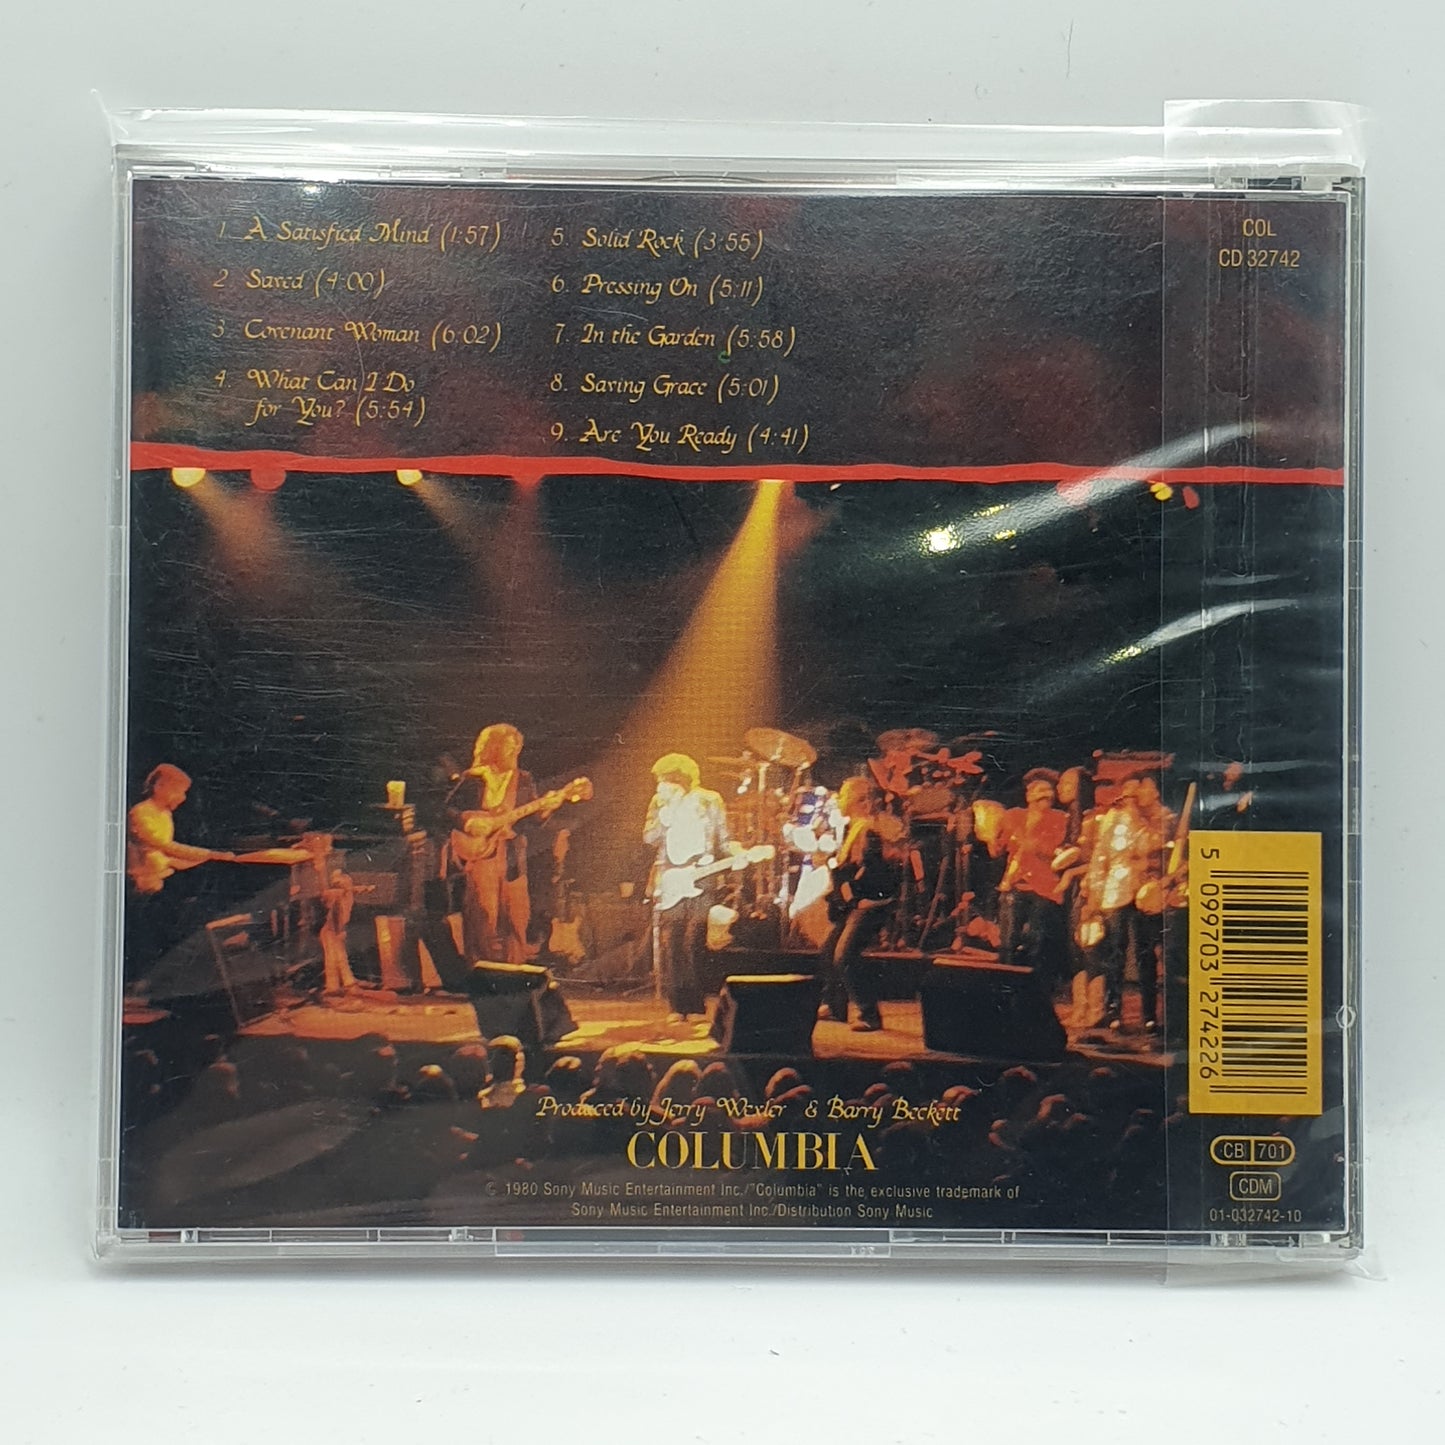 1. A Satisfied Mind (1:57)
2. Saved (4:00)
3. Covenant Woman (6:02)
4. What Can I Do
for You? (5:54)
5. Solid Rock (3:55)
6. Pressing On (5:11)
7. In the Garden (5:58)
8. Saving Grace (5:01)
9. Are You Ready (4:41)
COL
CD 32742
5 099703 274226
Produced by Jerry Wexler & Barry Beckett
COLUMBIA
© 1980 Sony Music Entertainment Inc./"Columbia" is the exclusive trademark of
Sony Music Entertainment Inc./Distribution Sony Music
CB 701
CDM
01-032742-10